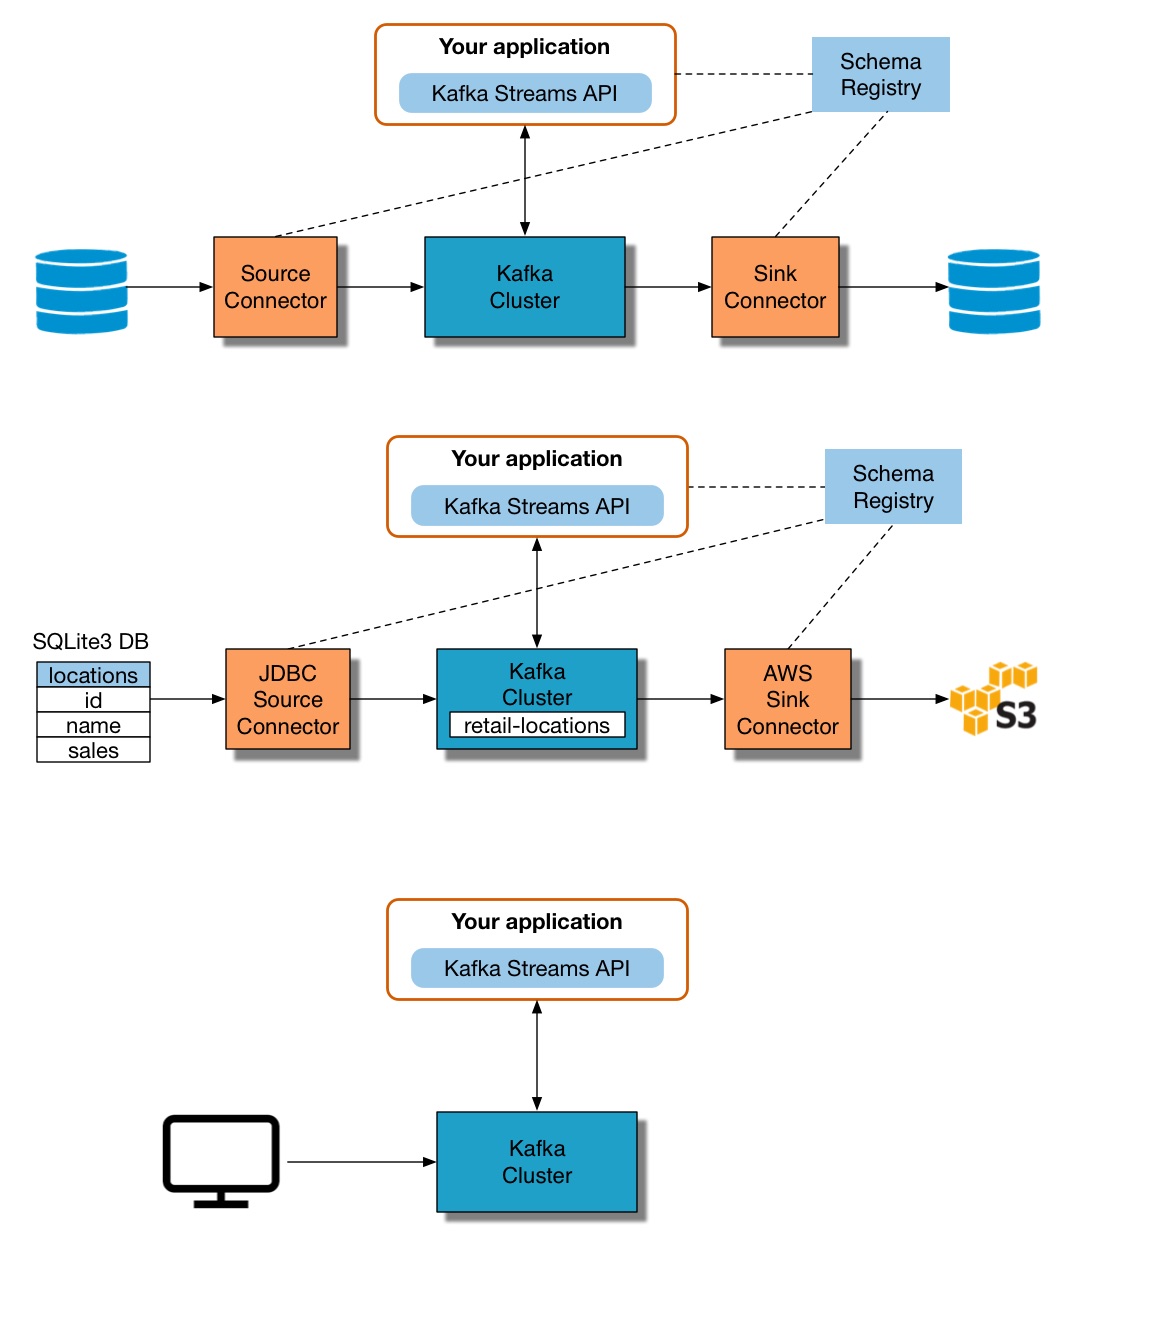 Your application
Kafka Streams API
Schema
Registry
Source
Connector
Kafka
Cluster
Sink
Connector
Your application
Kafka Streams API
Schema
Registry
SQLite3 DB
locations
id
name
sales
JDBC
Source
Connector
Kafka
Cluster
retail-locations
AWS
Sink
Connector
S3
Your application
Kafka Streams API
Kafka
Cluster